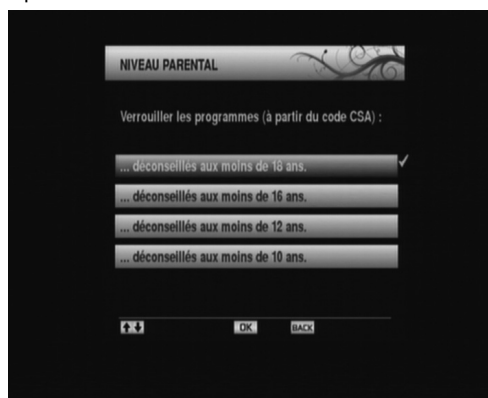 NIVEAU PARENTAL
Verrouiller les programmes (à partir du code CSA) :
... déconseillés aux moins de 18 ans.
... déconseillés aux moins de 16 ans.
... déconseillés aux moins de 12 ans.
... déconseillés aux moins de 10 ans.
OK BACK